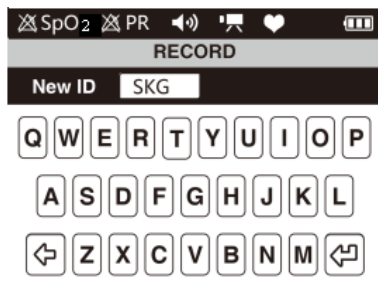 SpO2 PR
RECORD
New ID SKG
Q W E R T Y U I O P
A S D F G H J K L
Z X C V B N M